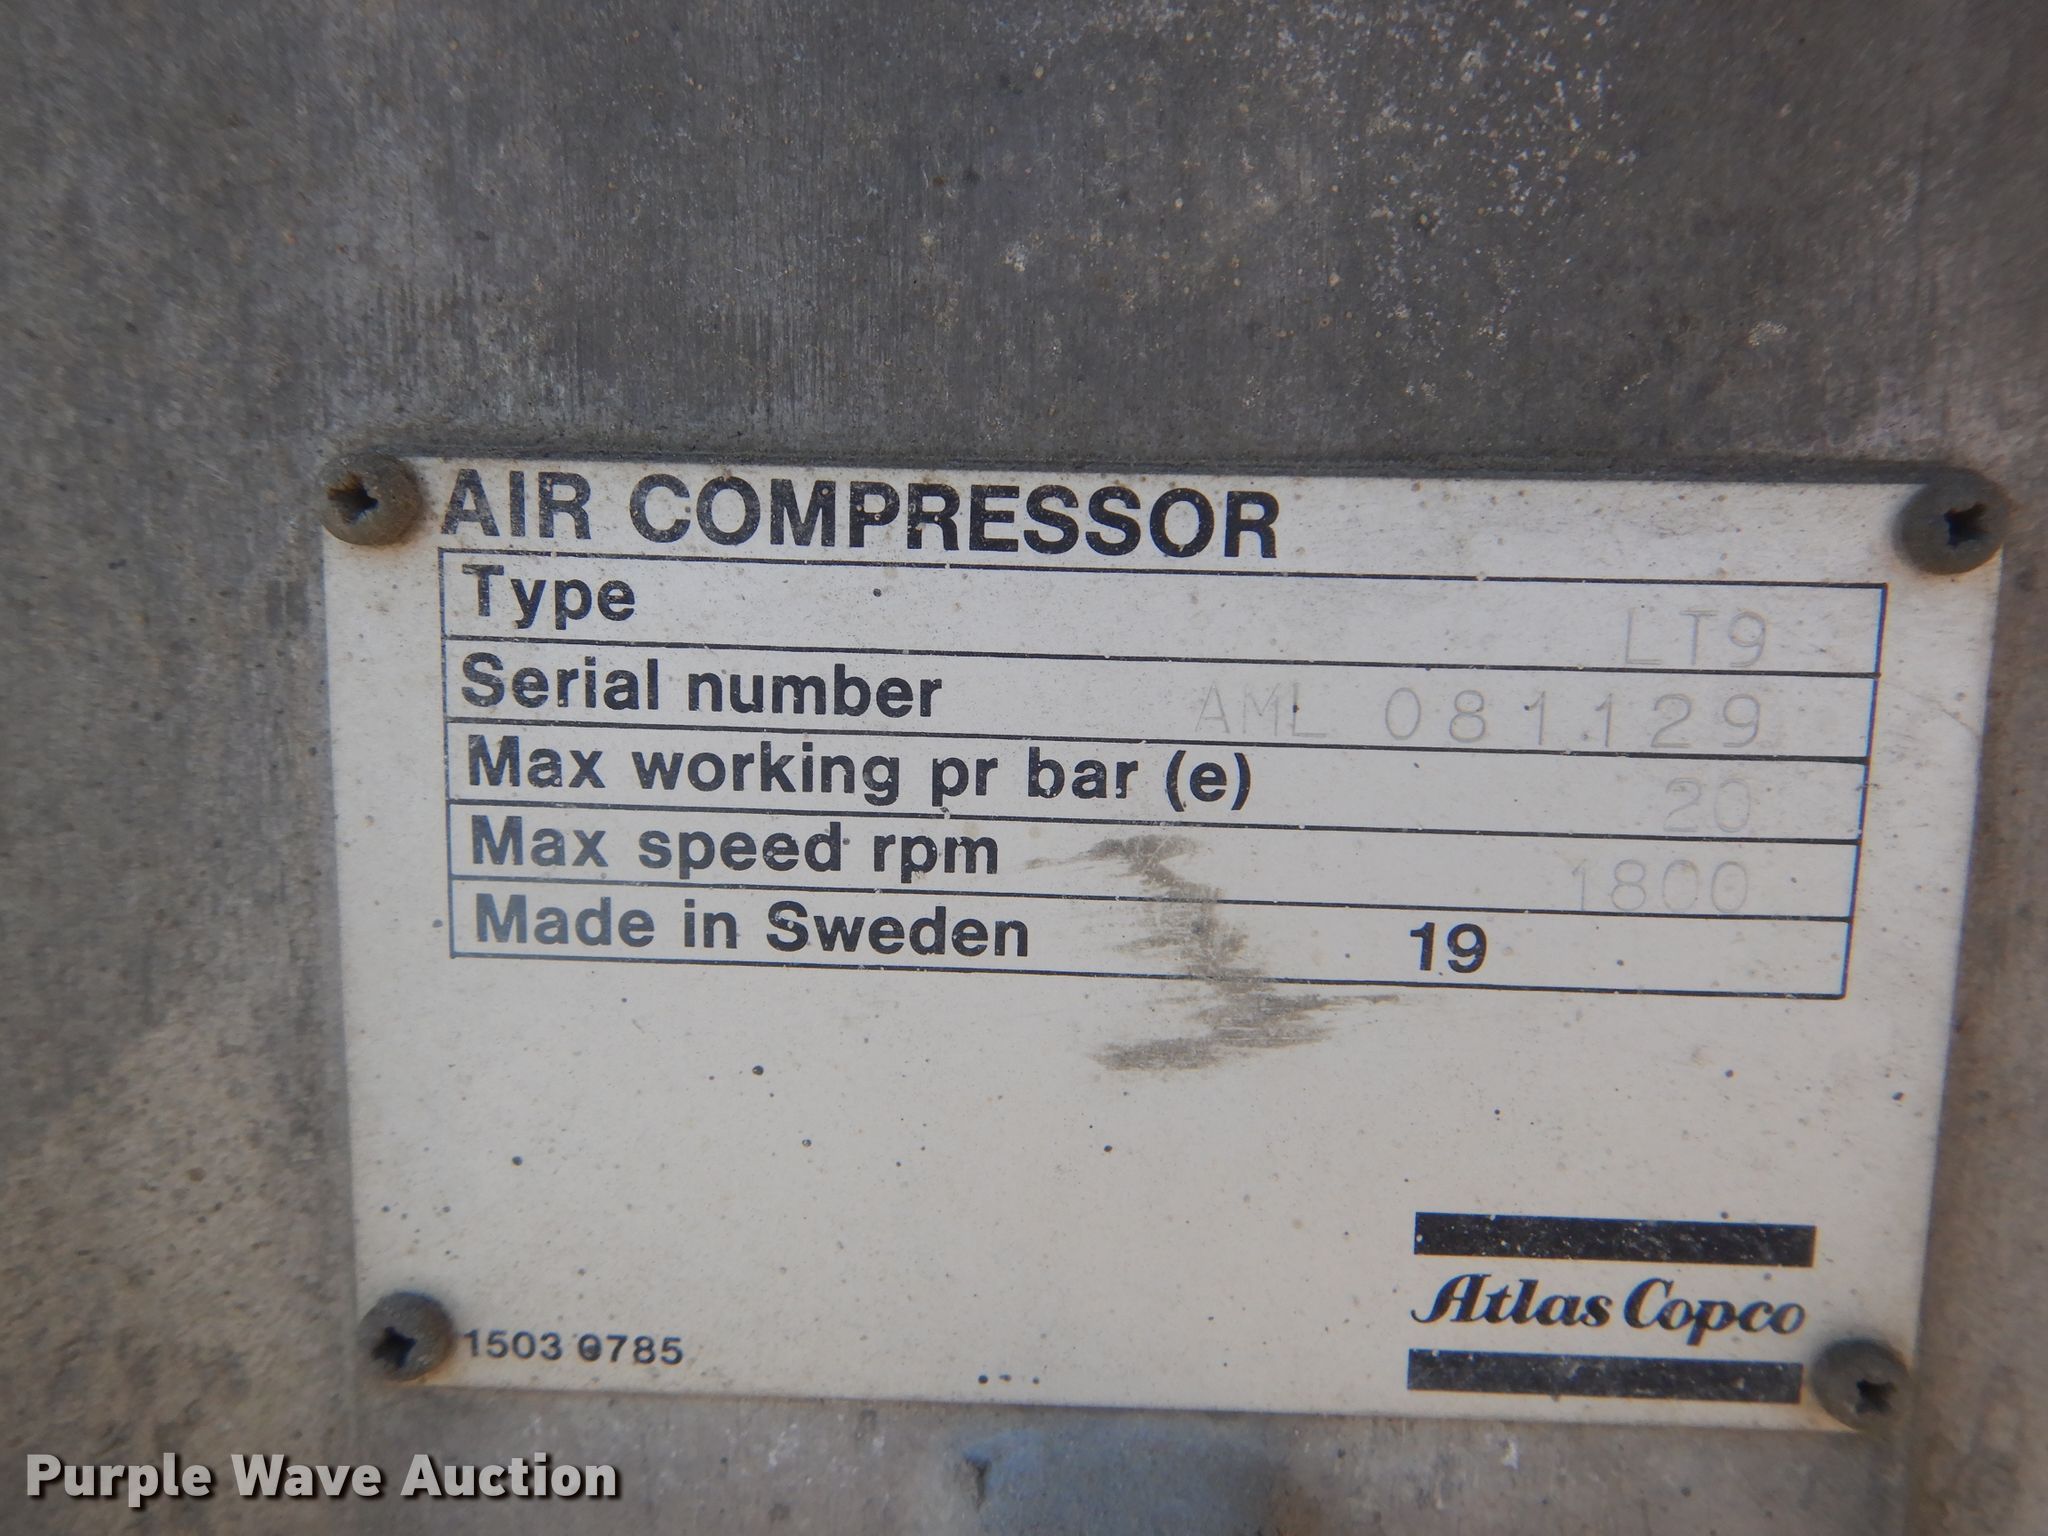 AIR COMPRESSOR
Type LT9
Serial number AML 081129
Max working pr bar (e) 20
Max speed rpm 1800
Made in Sweden 19
Atlas Copco
1503 0785
Purple Wave Auction